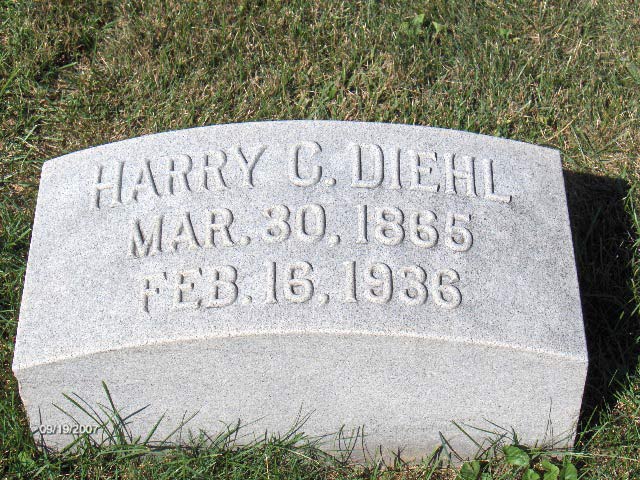 HARRY C. DIEHL
MAR. 30, 1865
FEB. 16, 1936
09/19/2007